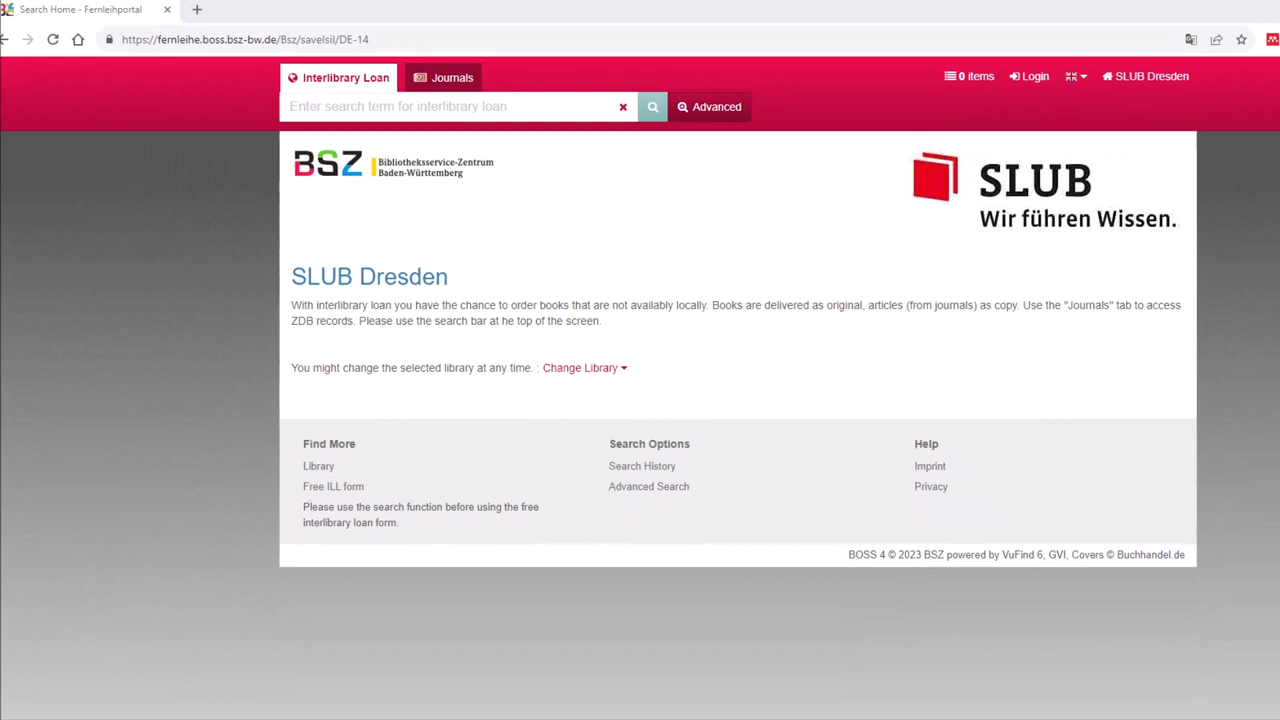 Search Home - Fernleihportal
https://fernleihe.boss.bsz-bw.de/Bsz/saveIsil/DE-14
Interlibrary Loan
Journals
0 items
Login
SLUB Dresden
Enter search term for interlibrary loan
Advanced
BSZ
Bibliotheksservice-Zentrum
Baden-Württemberg
SLUB
Wir führen Wissen.
SLUB Dresden
With interlibrary loan you have the chance to order books that are not availably locally. Books are delivered as original, articles (from journals) as copy. Use the "Journals" tab to access
ZDB records. Please use the search bar at he top of the screen.
You might change the selected library at any time. : Change Library
Find More
Library
Free ILL form
Please use the search function before using the free
interlibrary loan form.
Search Options
Search History
Advanced Search
Help
Imprint
Privacy
BOSS 4 © 2023 BSZ powered by VuFind 6, GVI, Covers © Buchhandel.de